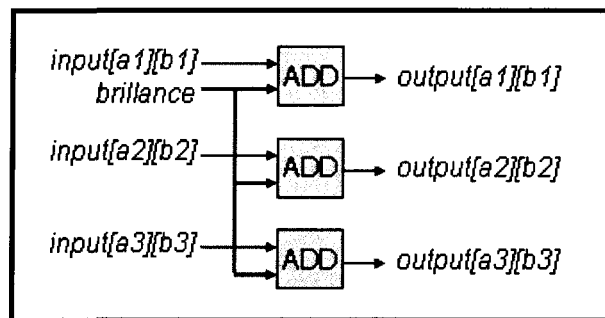 input[a1][b1] ADD output[a1][b1]
brillance
input[a2][b2] ADD output[a2][b2]
input[a3][b3] ADD output[a3][b3]